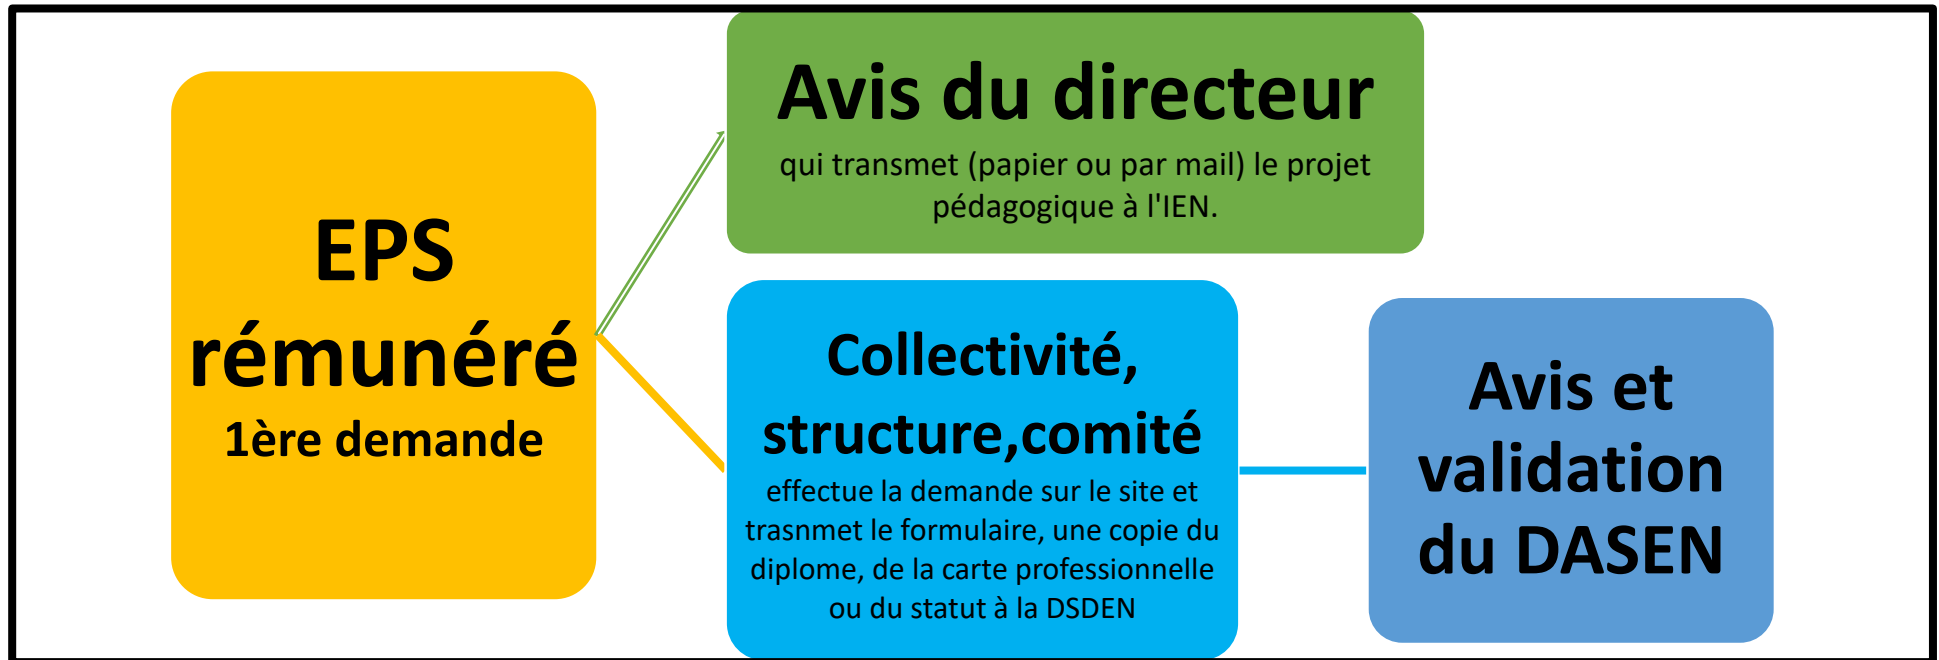 EPS
rémunéré
1ère demande
Avis du directeur
qui transmet (papier ou par mail) le projet
pédagogique à l'IEN.
Collectivité,
structure,comité
effectue la demande sur le site et
trasnmet le formulaire, une copie du
diplome, de la carte professionnelle
ou du statut à la DSDEN
Avis et
validation
du DASEN